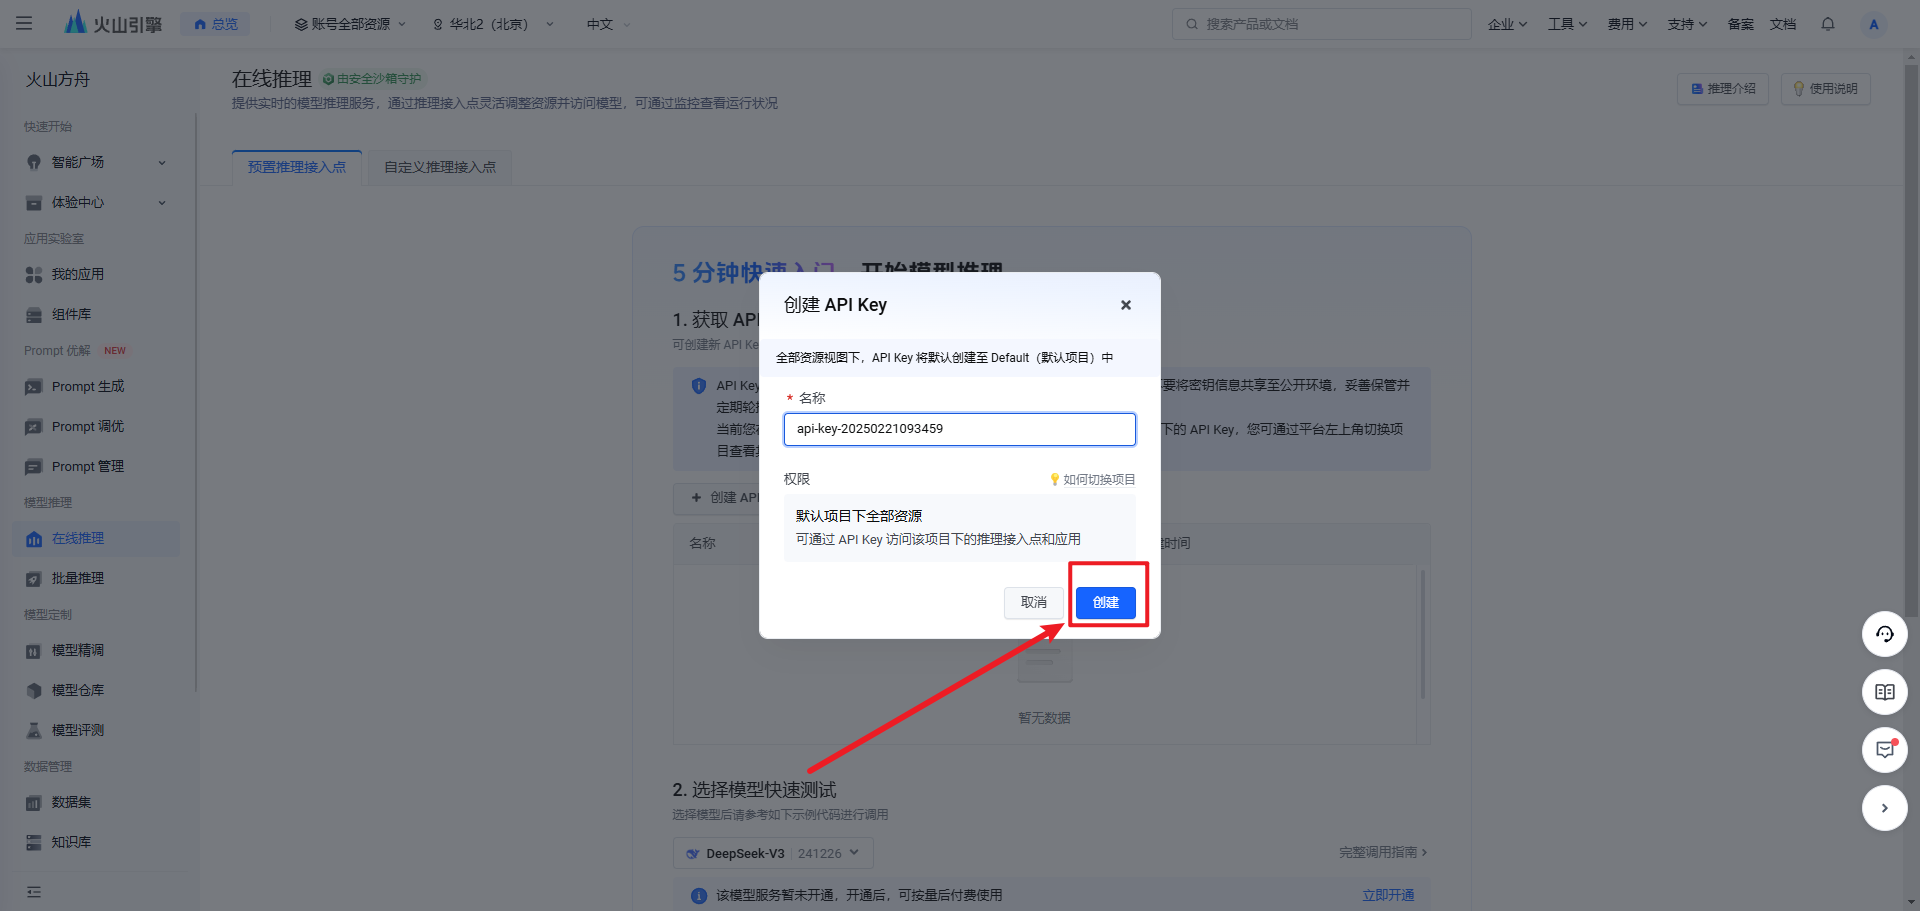 火山引擎
总览
账号全部资源
华北2（北京）
中文
搜索产品或文档
企业
工具
费用
支持
备案
文档
A
火山方舟
快速开始
智能广场
体验中心
应用实验室
我的应用
组件库
Prompt 优解 NEW
Prompt 生成
Prompt 调优
Prompt 管理
模型推理
在线推理
批量推理
模型定制
模型精调
模型仓库
模型评测
数据管理
数据集
知识库
在线推理 由安全沙箱守护
提供实时的模型推理服务，通过推理接入点灵活调整资源并访问模型，可通过监控查看运行状况
推理介绍
使用说明
预置推理接入点
自定义推理接入点
5 分钟快速入门 开始模型推理
1. 获取 API
可创建新 API Ke
API Key
要将密钥信息共享至公开环境，妥善保管并
定期轮
当前您在
下的 API Key，您可通过平台左上角切换项
目查看
创建 API
名称
时间
暂无数据
创建 API Key
全部资源视图下，API Key 将默认创建至 Default（默认项目）中
* 名称
api-key-20250221093459
权限
如何切换项目
默认项目下全部资源
可通过 API Key 访问该项目下的推理接入点和应用
取消
创建
2. 选择模型快速测试
选择模型后请参考如下示例代码进行调用
DeepSeek-V3 241226
完整调用指南
该模型服务暂未开通，开通后，可按量后付费使用
立即开通